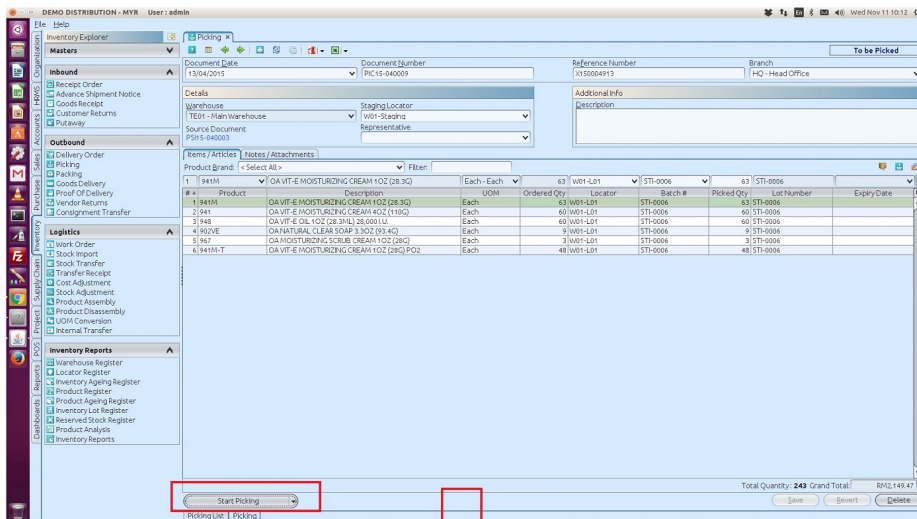 DEMO DISTRIBUTION - MYR User : admin
Wed Nov 11 10:12
File Help
Inventory Explorer
Picking ×
Masters
To be Picked
Document Date
Document Number
Reference Number
Branch
13/04/2015
PIC15-040009
X150004913
HQ - Head Office
Inbound
Receipt Order
Advance Shipment Notice
Goods Receipt
Customer Returns
Putaway
Details
Additional Info
Warehouse
Staging Locator
Description
TE01 - Main Warehouse
W01-Staging
Source Document
Representative
PSI15-040003
Outbound
Delivery Order
Picking
Packing
Goods Delivery
Proof Of Delivery
Vendor Returns
Consignment Transfer
Items / Articles Notes / Attachments
Product Brand: < Select All > Filter:
1 941M OA VIT-E MOISTURIZING CREAM 1OZ (28.3G) Each - Each 63 W01-L01 STI-0006 63 STI-0006
# Product Description UOM Ordered Qty Locator Batch # Picked Qty Lot Number Expiry Date
1 941M OA VIT-E MOISTURIZING CREAM 1OZ (28.3G) Each 63 W01-L01 STI-0006 63 STI-0006
2 941 OA VIT-E MOISTURIZING CREAM 4OZ (110G) Each 60 W01-L01 STI-0006 60 STI-0006
3 948 OA VIT-E OIL 1OZ (28.3ML) 28,000 I.U. Each 60 W01-L01 STI-0006 60 STI-0006
4 902VE OA NATURAL CLEAR SOAP 3.3OZ (93.4G) Each 9 W01-L01 STI-0006 9 STI-0006
5 967 OA MOISTURIZING SCRUB CREAM 1OZ (28G) Each 3 W01-L01 STI-0006 3 STI-0006
6 941M-T OA VIT-E MOISTURIZING CREAM 1OZ (28G) PO2 Each 48 W01-L01 STI-0006 48 STI-0006
Logistics
Work Order
Stock Import
Stock Transfer
Transfer Receipt
Cost Adjustment
Stock Adjustment
Product Assembly
Product Disassembly
UOM Conversion
Internal Transfer
Inventory Reports
Warehouse Register
Locator Register
Inventory Ageing Register
Product Register
Product Ageing Register
Inventory Lot Register
Reserved Stock Register
Product Analysis
Inventory Reports
Organization
HRMS
Accounts
Sales
Purchase
Inventory
Supply Chain
Project
POS
Reports
Dashboards
Total Quantity : 243 Grand Total: RM2,149.47
Start Picking
Save Revert Delete
Picking List Picking